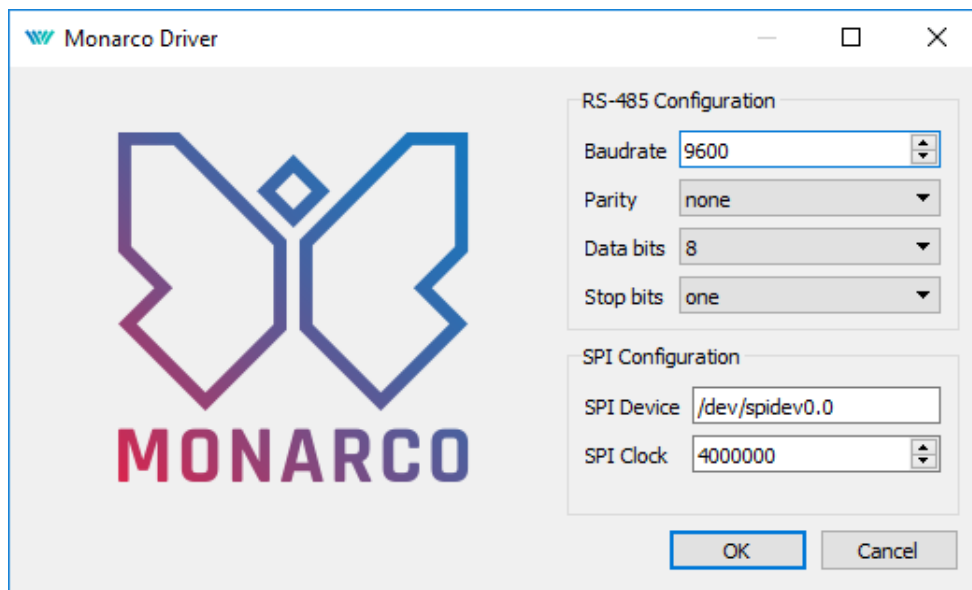 Monarco Driver
RS-485 Configuration
Baudrate 9600
Parity none
Data bits 8
Stop bits one
SPI Configuration
SPI Device /dev/spidev0.0
SPI Clock 4000000
MONARCO
OK Cancel